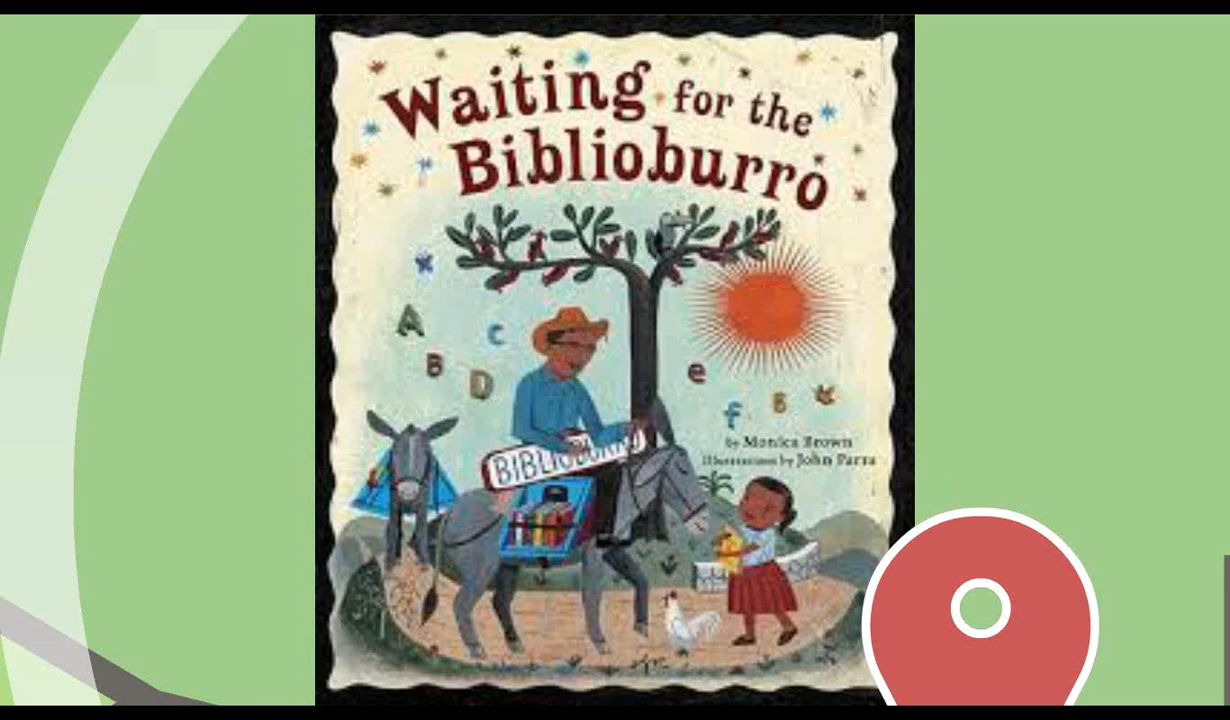 Waiting for the
Biblioburro
A
C
B
D
e
f
B
by Monica Brown
illustrations by John Parra
BIBLIOBURRO